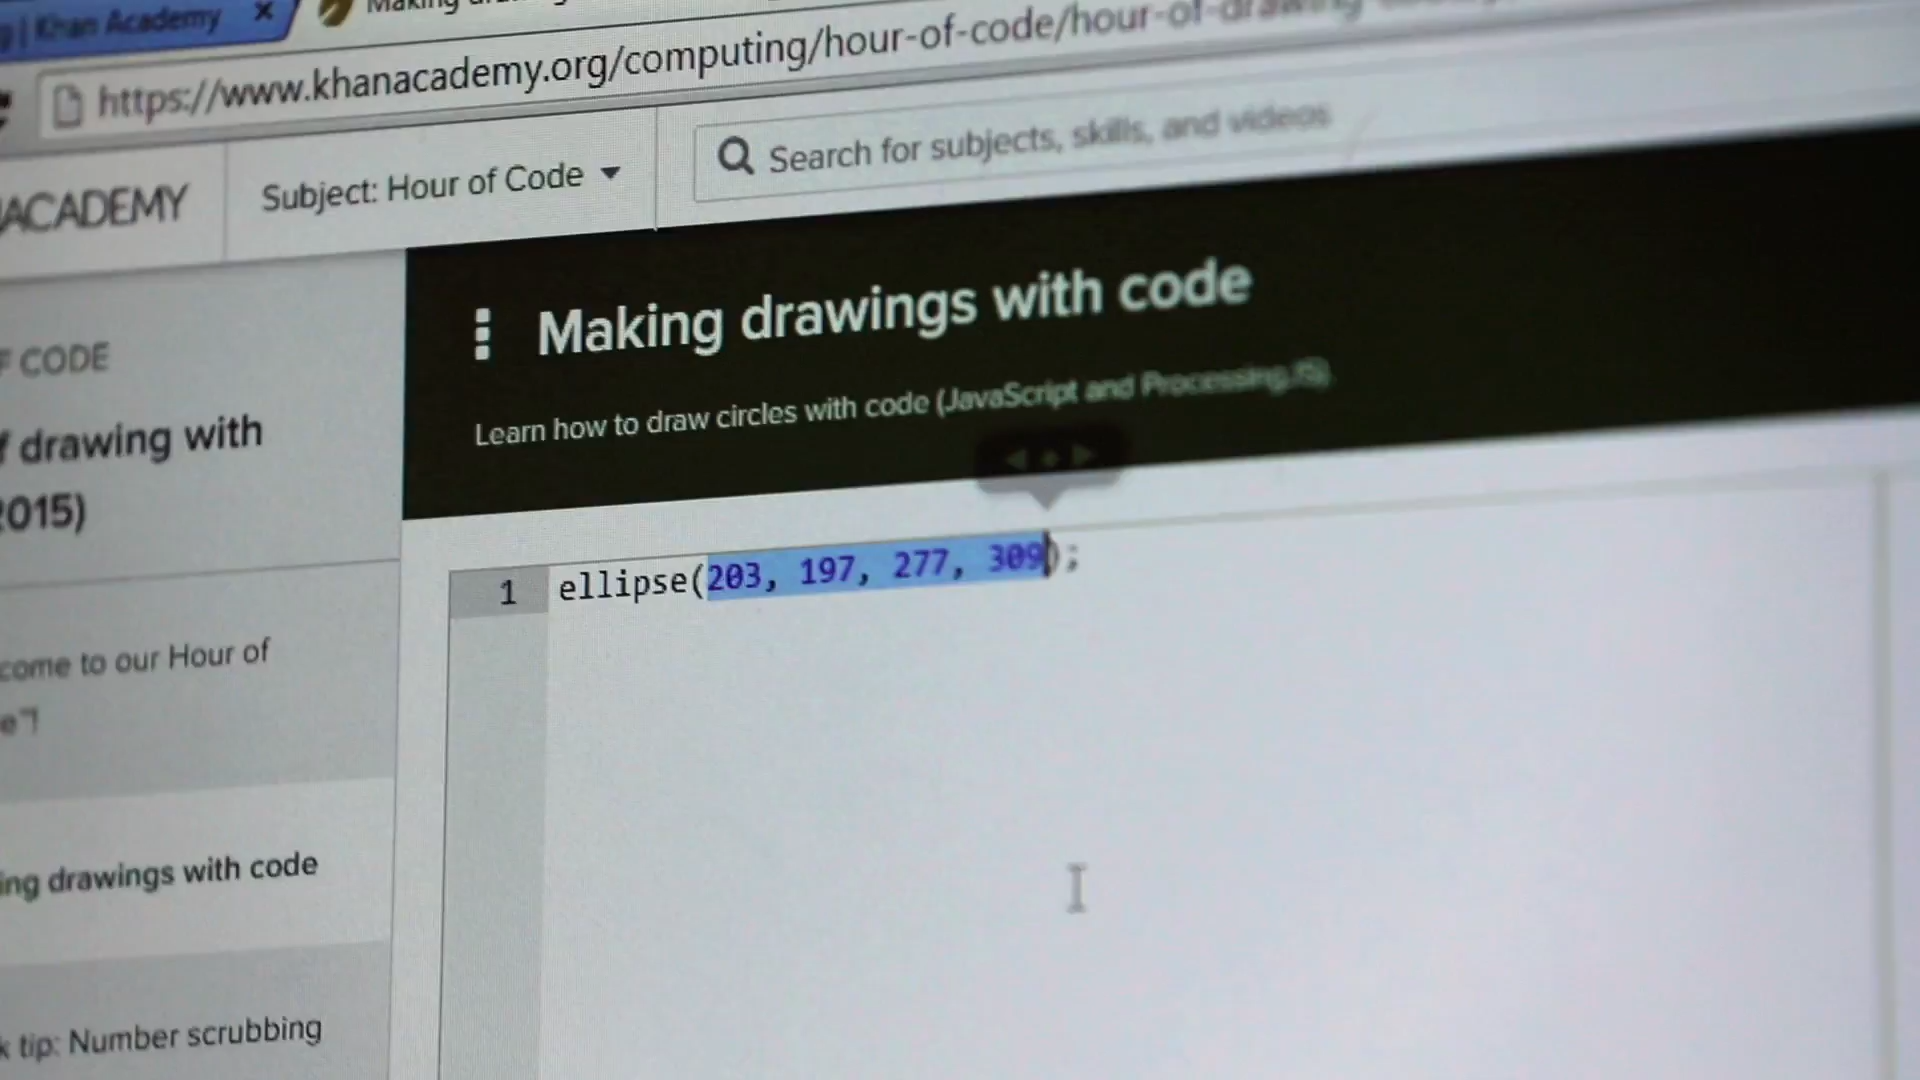 | Khan Academy ×
Making
https://www.khanacademy.org/computing/hour-of-code/hour-of-drawing
ACADEMY
Subject: Hour of Code
Search for subjects, skills, and videos
Making drawings with code
Learn how to draw circles with code (JavaScript and ProcessingJS)
F CODE
f drawing with
2015)
1 ellipse(203, 197, 277, 309);
come to our Hour of
e"!
ing drawings with code
k tip: Number scrubbing